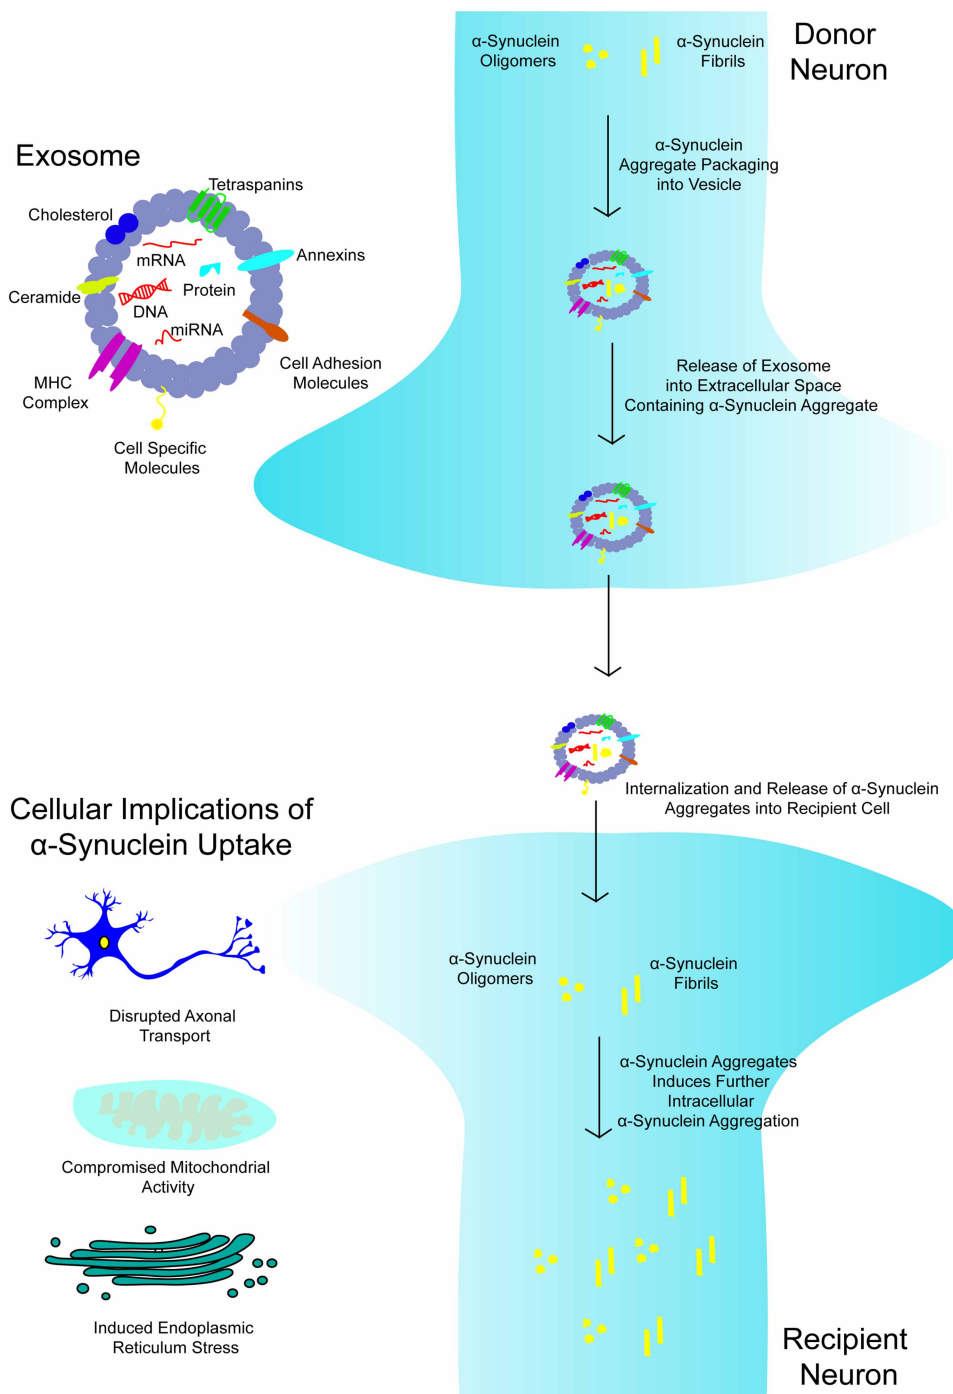 Donor
Neuron
α-Synuclein
Oligomers
α-Synuclein
Fibrils
α-Synuclein
Aggregate Packaging
into Vesicle
Exosome
Tetraspanins
Cholesterol
mRNA
Annexins
Ceramide
Protein
DNA
miRNA
Cell Adhesion
Molecules
MHC
Complex
Cell Specific
Molecules
Release of Exosome
into Extracellular Space
Containing α-Synuclein Aggregate
Internalization and Release of α-Synuclein
Aggregates into Recipient Cell
Cellular Implications of
α-Synuclein Uptake
Disrupted Axonal
Transport
Compromised Mitochondrial
Activity
Induced Endoplasmic
Reticulum Stress
α-Synuclein
Oligomers
α-Synuclein
Fibrils
α-Synuclein Aggregates
Induces Further
Intracellular
α-Synuclein Aggregation
Recipient
Neuron